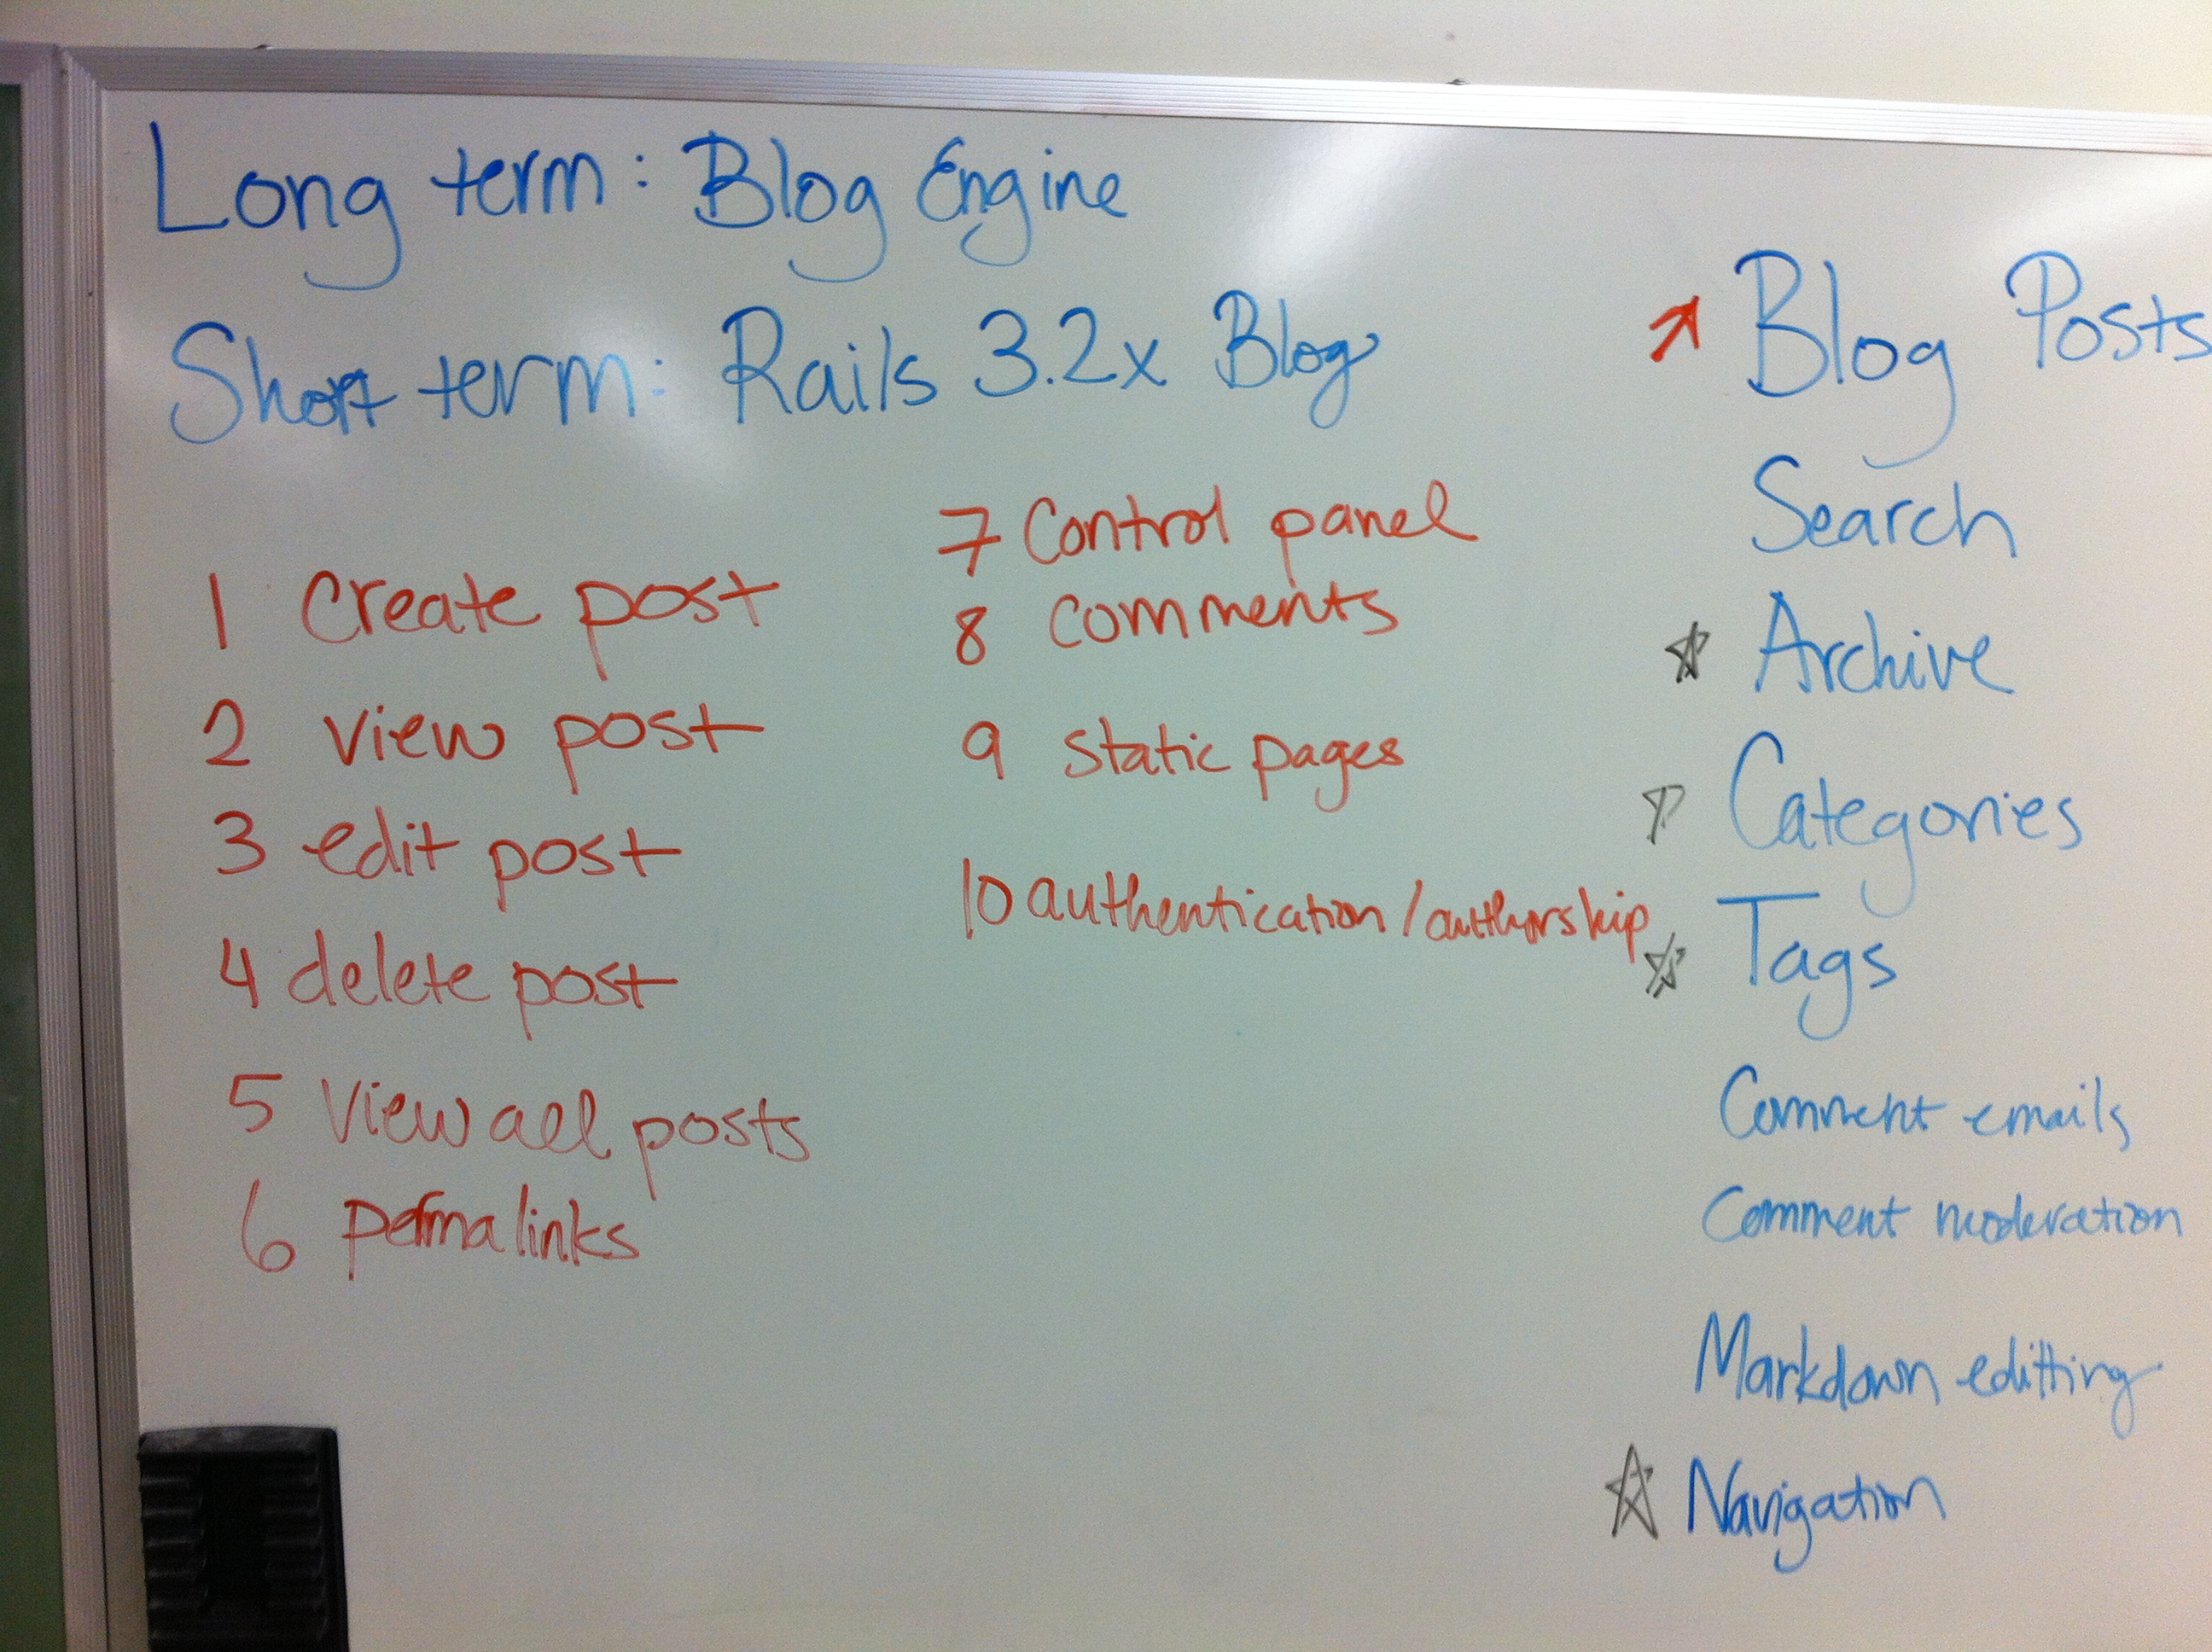 Long term: Blog Engine
Short term: Rails 3.2x Blog
1 Create post
2 view post
3 edit post
4 delete post
5 View all posts
6 permalinks
7 Control panel
8 comments
9 static pages
10 authentication/authorship
Blog Posts
Search
Archive
Categories
Tags
Comment emails
Comment moderation
Markdown editting
Navigation